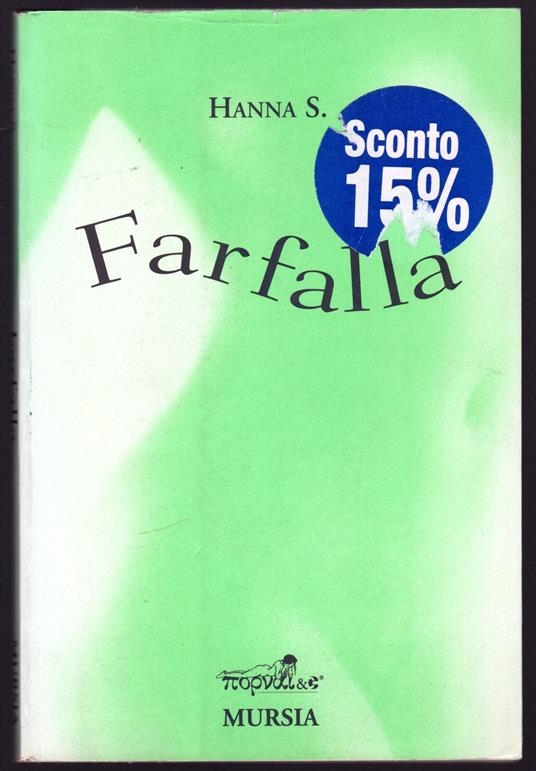 HANNA S.
Sconto
15%
Farfalla
πορναι&C®
MURSIA